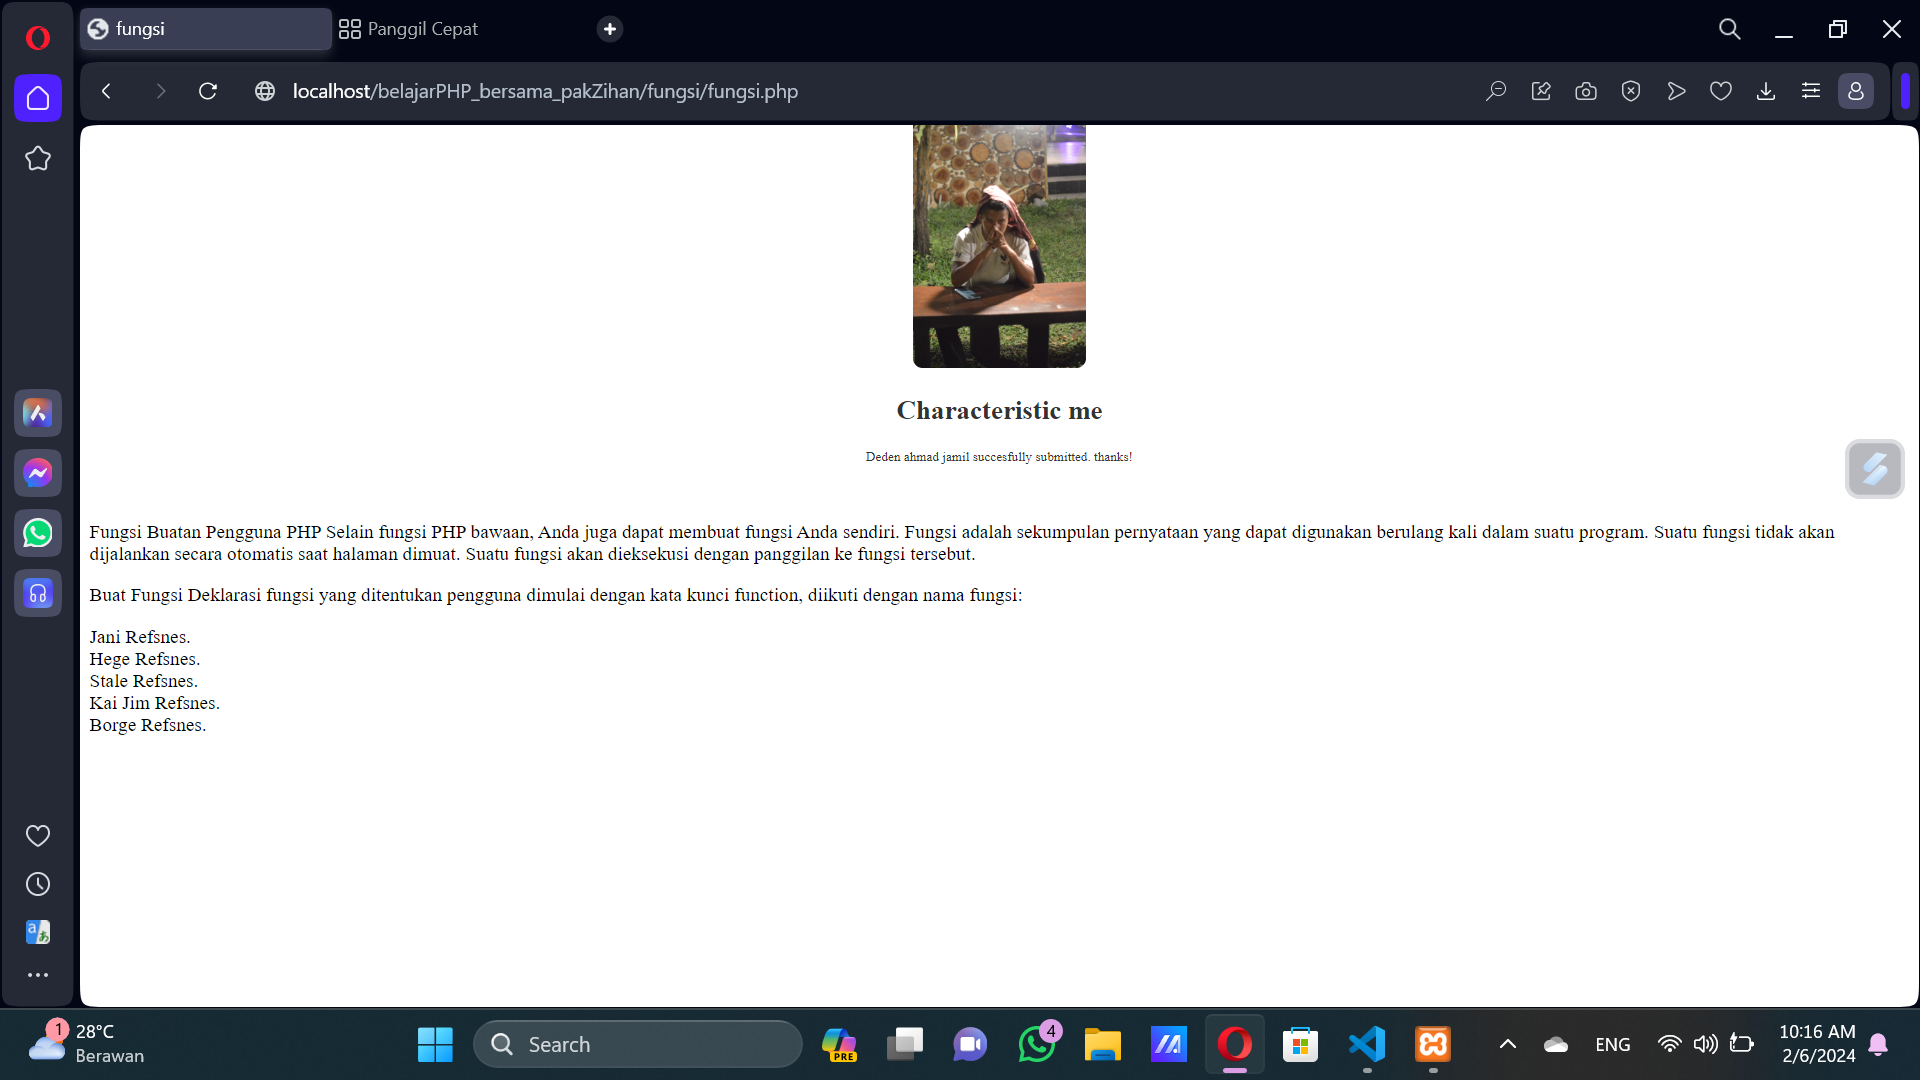 fungsi
Panggil Cepat
localhost/belajarPHP_bersama_pakZihan/fungsi/fungsi.php
Characteristic me
Deden ahmad jamil succesfully submitted. thanks!
Fungsi Buatan Pengguna PHP Selain fungsi PHP bawaan, Anda juga dapat membuat fungsi Anda sendiri. Fungsi adalah sekumpulan pernyataan yang dapat digunakan berulang kali dalam suatu program. Suatu fungsi tidak akan
dijalankan secara otomatis saat halaman dimuat. Suatu fungsi akan dieksekusi dengan panggilan ke fungsi tersebut.
Buat Fungsi Deklarasi fungsi yang ditentukan pengguna dimulai dengan kata kunci function, diikuti dengan nama fungsi:
Jani Refsnes.
Hege Refsnes.
Stale Refsnes.
Kai Jim Refsnes.
Borge Refsnes.
1
28°C
Berawan
Search
PRE
4
ENG
10:16 AM
2/6/2024